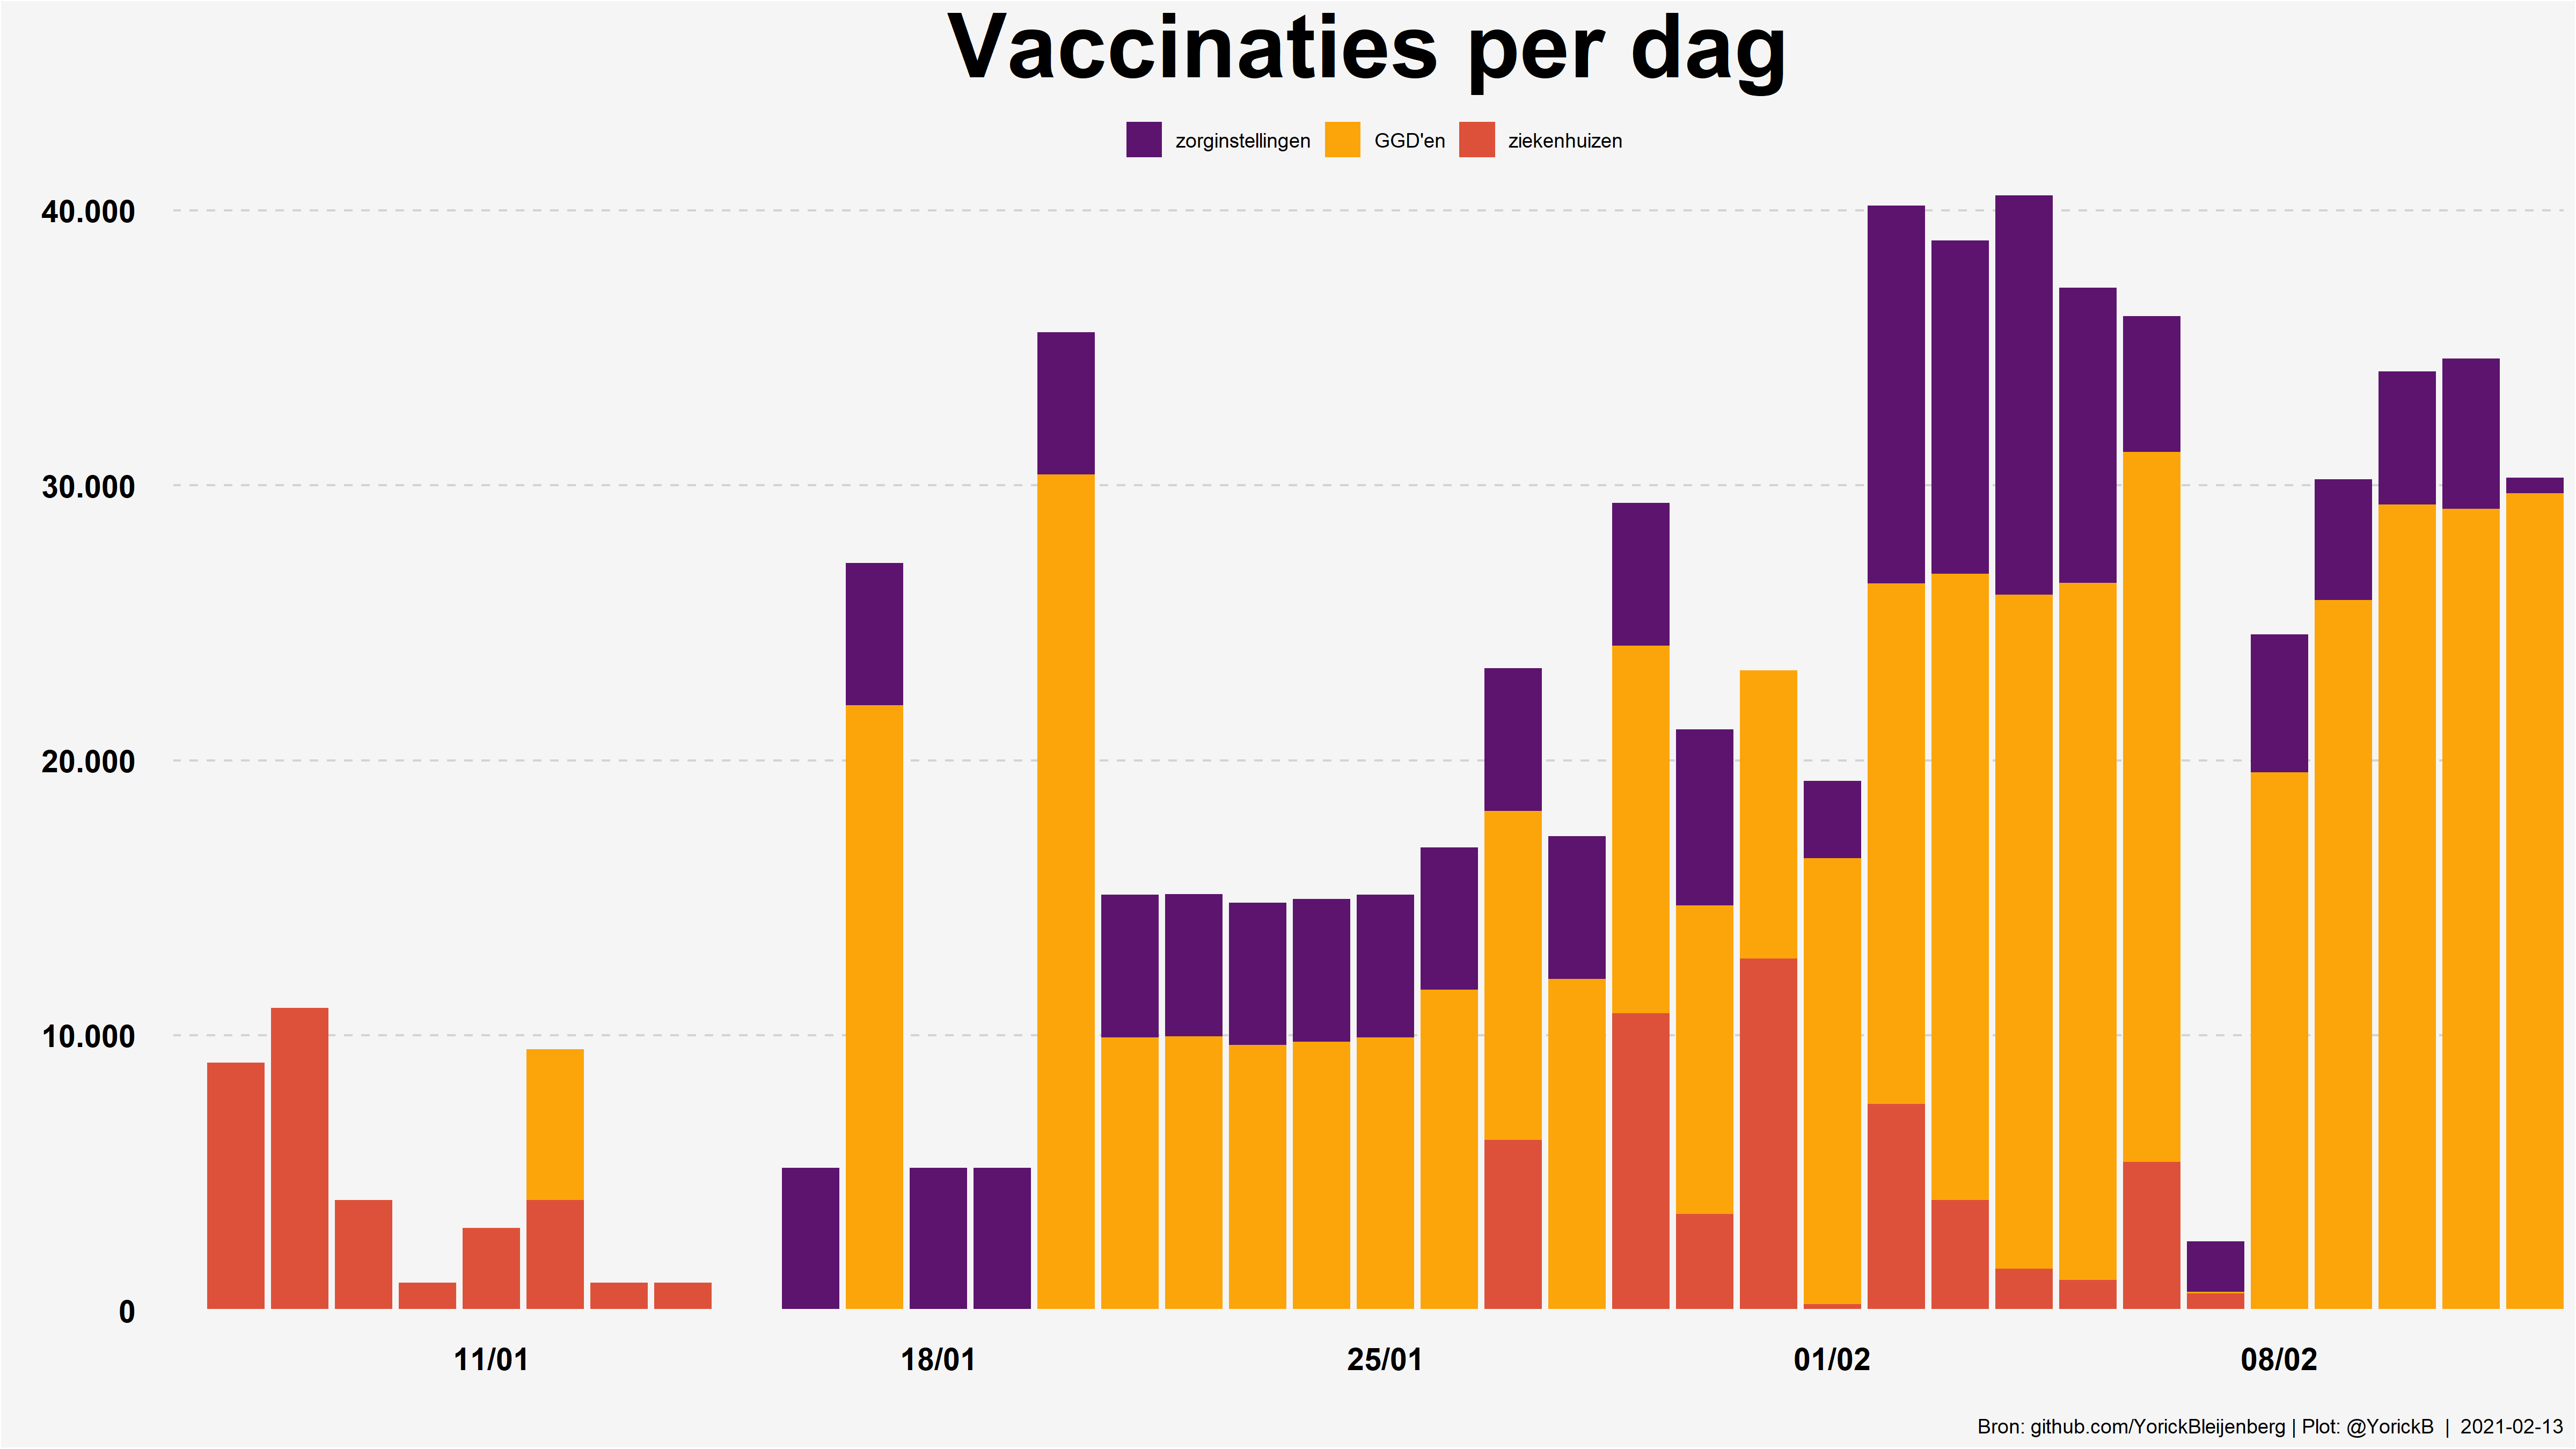 Vaccinaties per dag
zorginstellingen GGD'en ziekenhuizen
40.000
30.000
20.000
10.000
0
11/01 18/01 25/01 01/02 08/02
Bron: github.com/YorickBleijenberg | Plot: @YorickB | 2021-02-13